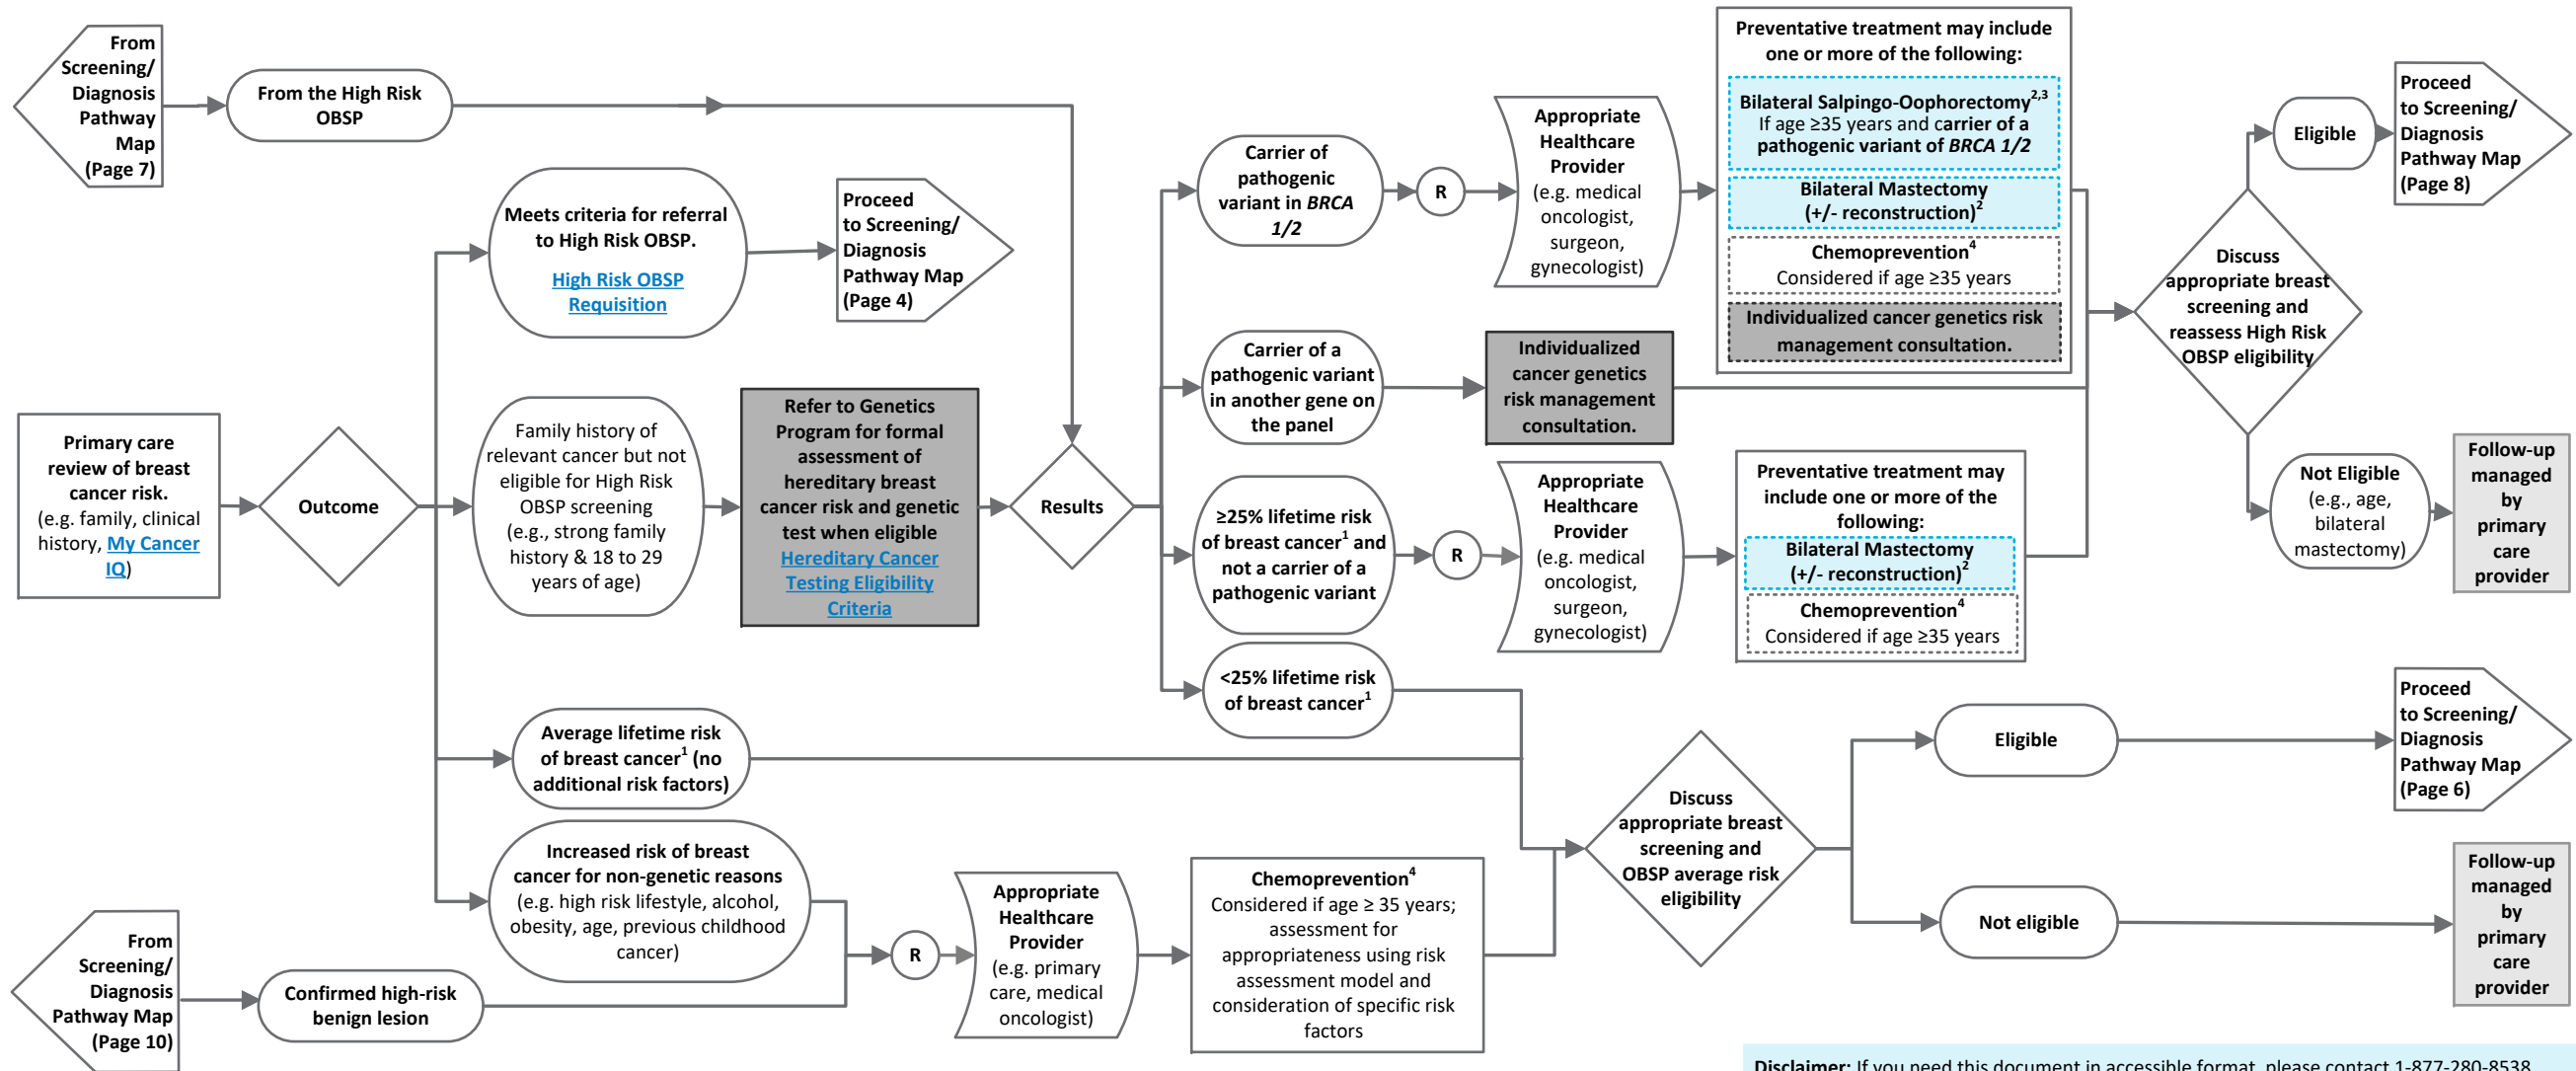 From
Screening/
Diagnosis
Pathway
Map
(Page 7)
From the High Risk
OBSP
Meets criteria for referral
to High Risk OBSP.
High Risk OBSP
Requisition
Proceed
to Screening/
Diagnosis
Pathway Map
(Page 4)
Primary care
review of breast
cancer risk.
(e.g. family, clinical
history, My Cancer
IQ)
Outcome
Family history of
relevant cancer but not
eligible for High Risk
OBSP screening
(e.g., strong family
history & 18 to 29
years of age)
Refer to Genetics
Program for formal
assessment of
hereditary breast
cancer risk and genetic
test when eligible
Hereditary Cancer
Testing Eligibility
Criteria
Results
Average lifetime risk
of breast cancer1 (no
additional risk factors)
Increased risk of breast
cancer for non-genetic reasons
(e.g. high risk lifestyle, alcohol,
obesity, age, previous childhood
cancer)
From
Screening/
Diagnosis
Pathway Map
(Page 10)
Confirmed high-risk
benign lesion
R
Appropriate
Healthcare
Provider
(e.g. primary
care, medical
oncologist)
Chemoprevention4
Considered if age ≥ 35 years;
assessment for
appropriateness using risk
assessment model and
consideration of specific risk
factors
Carrier of
pathogenic
variant in BRCA
1/2
R
Appropriate
Healthcare
Provider
(e.g. medical
oncologist,
surgeon,
gynecologist)
Preventative treatment may include
one or more of the following:
Bilateral Salpingo-Oophorectomy2,3
If age ≥35 years and carrier of a
pathogenic variant of BRCA 1/2
Bilateral Mastectomy
(+/- reconstruction)2
Chemoprevention4
Considered if age ≥35 years
Individualized cancer genetics risk
management consultation.
Carrier of a
pathogenic variant
in another gene on
the panel
Individualized
cancer genetics
risk management
consultation.
≥25% lifetime risk
of breast cancer1 and
not a carrier of a
pathogenic variant
R
Appropriate
Healthcare
Provider
(e.g. medical
oncologist,
surgeon,
gynecologist)
Preventative treatment may
include one or more of the
following:
Bilateral Mastectomy
(+/- reconstruction)2
Chemoprevention4
Considered if age ≥35 years
<25% lifetime risk
of breast cancer1
Discuss
appropriate breast
screening and
reassess High Risk
OBSP eligibility
Eligible
Proceed
to Screening/
Diagnosis
Pathway Map
(Page 8)
Not Eligible
(e.g., age,
bilateral
mastectomy)
Follow-up
managed
by
primary
care
provider
Discuss
appropriate breast
screening and
OBSP average risk
eligibility
Eligible
Proceed
to Screening/
Diagnosis
Pathway Map
(Page 6)
Not eligible
Follow-up
managed
by
primary
care
provider
Disclaimer: If you need this document in accessible format, please contact 1-877-280-8538